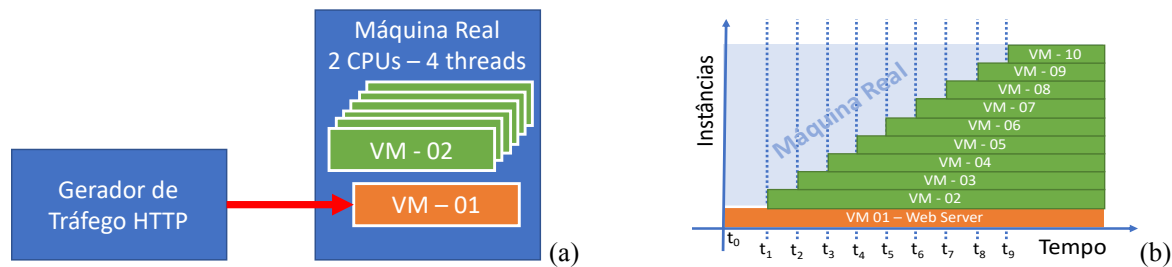 Máquina Real
2 CPUs – 4 threads
VM - 02
VM – 01
Gerador de
Tráfego HTTP
(a)
Instâncias
Máquina Real
VM - 10
VM - 09
VM - 08
VM - 07
VM - 06
VM - 05
VM - 04
VM - 03
VM - 02
VM 01 – Web Server
t₀
t₁ t₂ t₃ t₄ t₅ t₆ t₇ t₈ t₉ Tempo
(b)